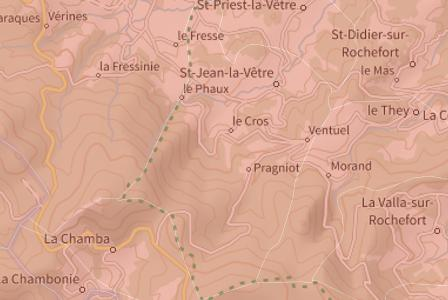 St-Priest-la-Vêtre
Vérines
le Fresse
St-Didier-sur-
Rochefort
la Fressinie
St-Jean-la-Vêtre
le Mas
le Phaux
le They
le Cros
Ventuel
Pragniot
Morand
La Valla-sur-
Rochefort
La Chamba
la Chambonie